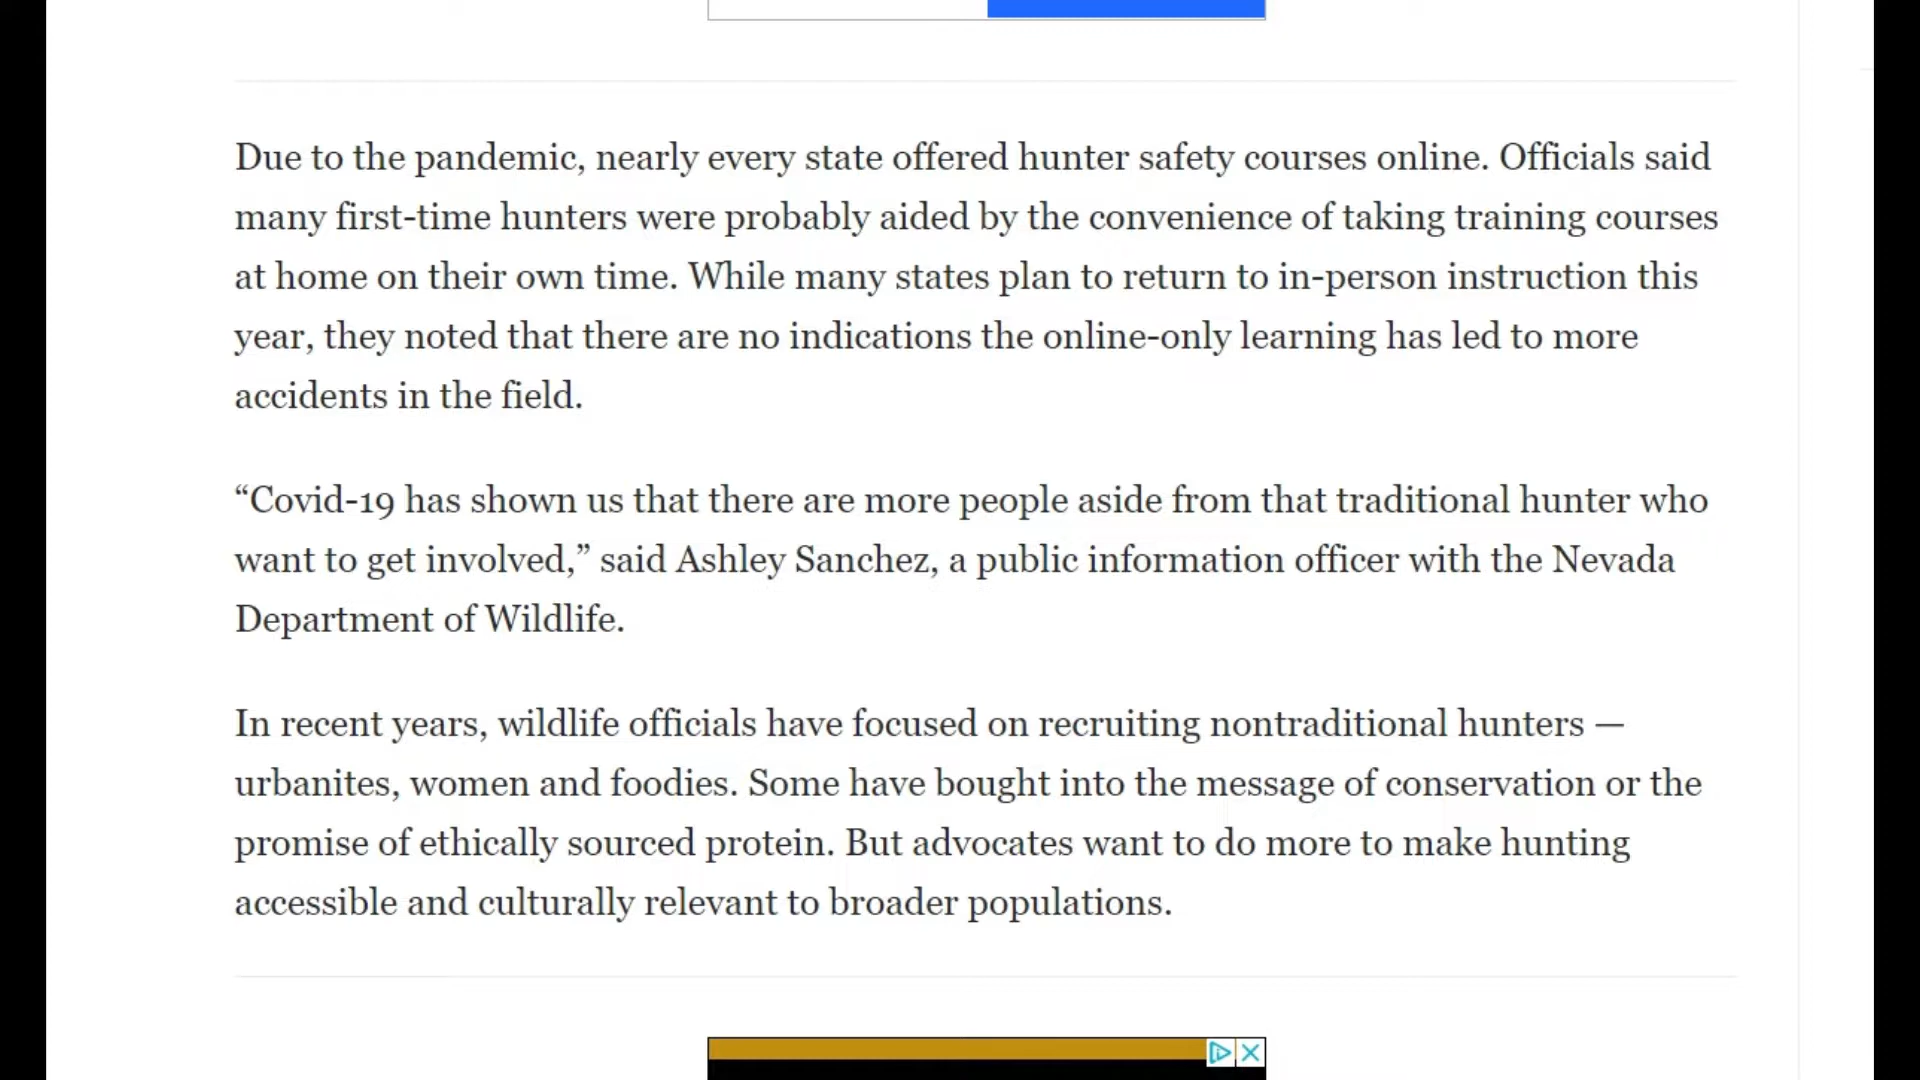 Due to the pandemic, nearly every state offered hunter safety courses online. Officials said
many first-time hunters were probably aided by the convenience of taking training courses
at home on their own time. While many states plan to return to in-person instruction this
year, they noted that there are no indications the online-only learning has led to more
accidents in the field.
“Covid-19 has shown us that there are more people aside from that traditional hunter who
want to get involved,” said Ashley Sanchez, a public information officer with the Nevada
Department of Wildlife.
In recent years, wildlife officials have focused on recruiting nontraditional hunters —
urbanites, women and foodies. Some have bought into the message of conservation or the
promise of ethically sourced protein. But advocates want to do more to make hunting
accessible and culturally relevant to broader populations.